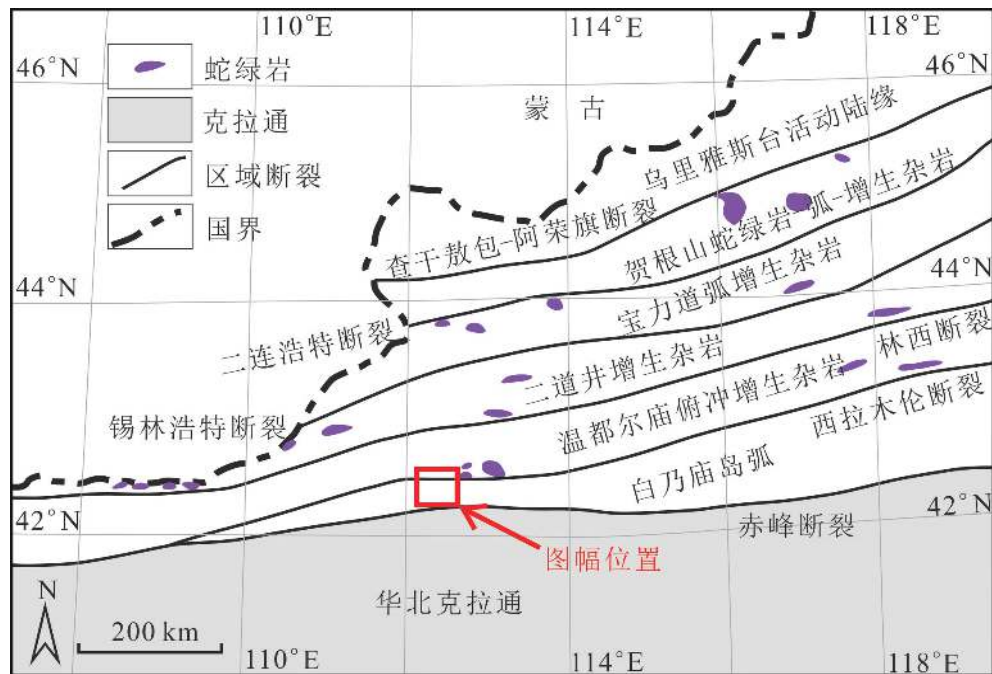 110°E
114°E
118°E
46°N
46°N
蛇绿岩
克拉通
区域断裂
国界
蒙 古
乌里雅斯台活动陆缘
查干敖包-阿荣旗断裂
贺根山蛇绿岩-弧-增生杂岩
44°N
44°N
宝力道弧增生杂岩
二连浩特断裂
二道井增生杂岩
林西断裂
锡林浩特断裂
温都尔庙俯冲增生杂岩
西拉木伦断裂
白乃庙岛弧
42°N
42°N
赤峰断裂
图幅位置
华北克拉通
N
200 km
110°E
114°E
118°E